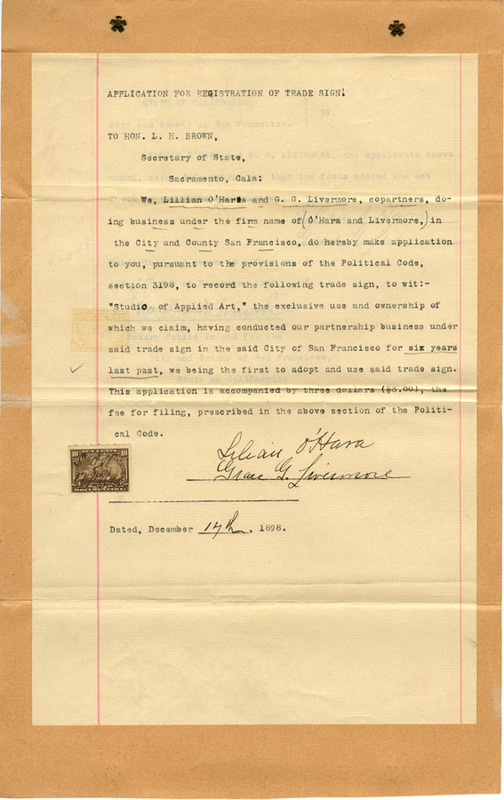 APPLICATION FOR REGISTRATION OF TRADE SIGN.
TO HON. L. H. BROWN,
Secretary of State,
Sacramento, Cala:
We, Lillian O'Hara and G. G. Livermore, copartners, do-
ing business under the firm name of (O'Hara and Livermore,) in
the City and County San Francisco, do hereby make application
to you, pursuant to the provisions of the Political Code,
section 3198, to record the following trade sign, to wit:-
"Studio of Applied Art," the exclusive use and ownership of
which we claim, having conducted our partnership business under
said trade sign in the said City of San Francisco for six years
last past, we being the first to adopt and use said trade sign.
This application is accompanied by three dollars ($3.00), the
fee for filing, prescribed in the above section of the Politi-
cal Code.
Lilian O'Hara
Grace G. Livermore
Dated, December 14th, 1898.